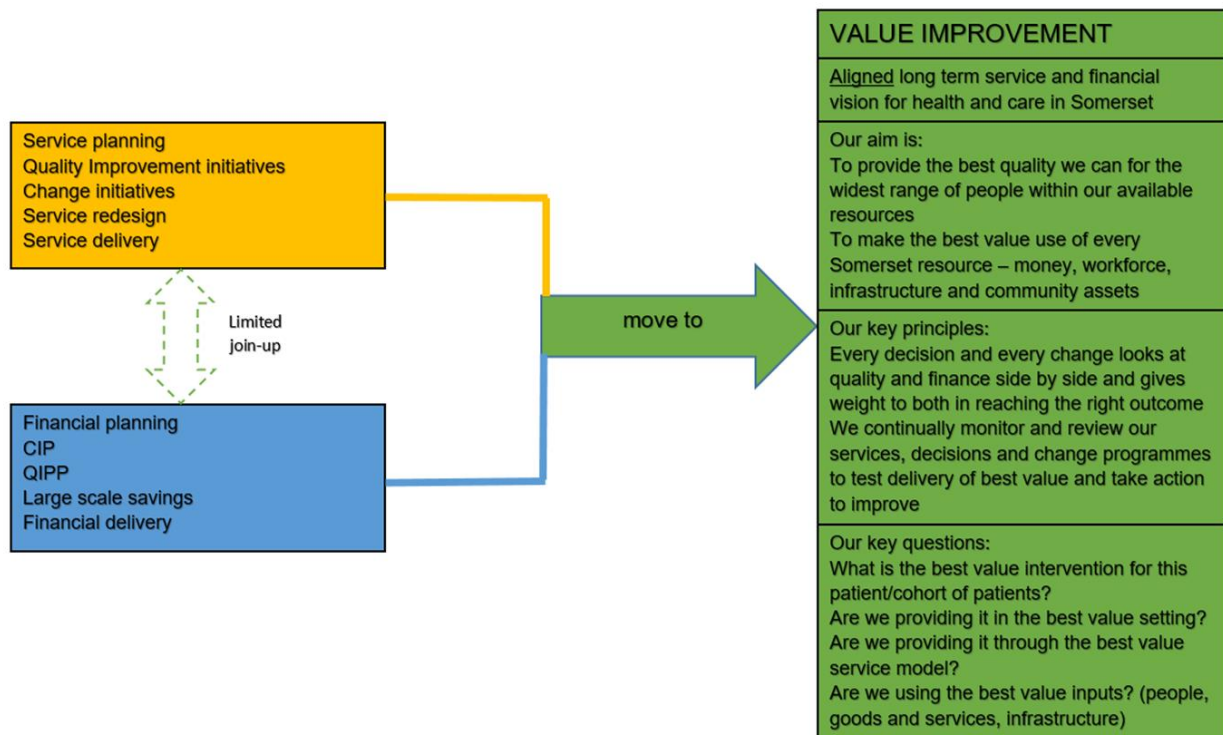 Service planning
Quality Improvement initiatives
Change initiatives
Service redesign
Service delivery
Limited
join-up
Financial planning
CIP
QIPP
Large scale savings
Financial delivery
move to
VALUE IMPROVEMENT
Aligned long term service and financial
vision for health and care in Somerset
Our aim is:
To provide the best quality we can for the
widest range of people within our available
resources
To make the best value use of every
Somerset resource – money, workforce,
infrastructure and community assets
Our key principles:
Every decision and every change looks at
quality and finance side by side and gives
weight to both in reaching the right outcome
We continually monitor and review our
services, decisions and change programmes
to test delivery of best value and take action
to improve
Our key questions:
What is the best value intervention for this
patient/cohort of patients?
Are we providing it in the best value setting?
Are we providing it through the best value
service model?
Are we using the best value inputs? (people,
goods and services, infrastructure)